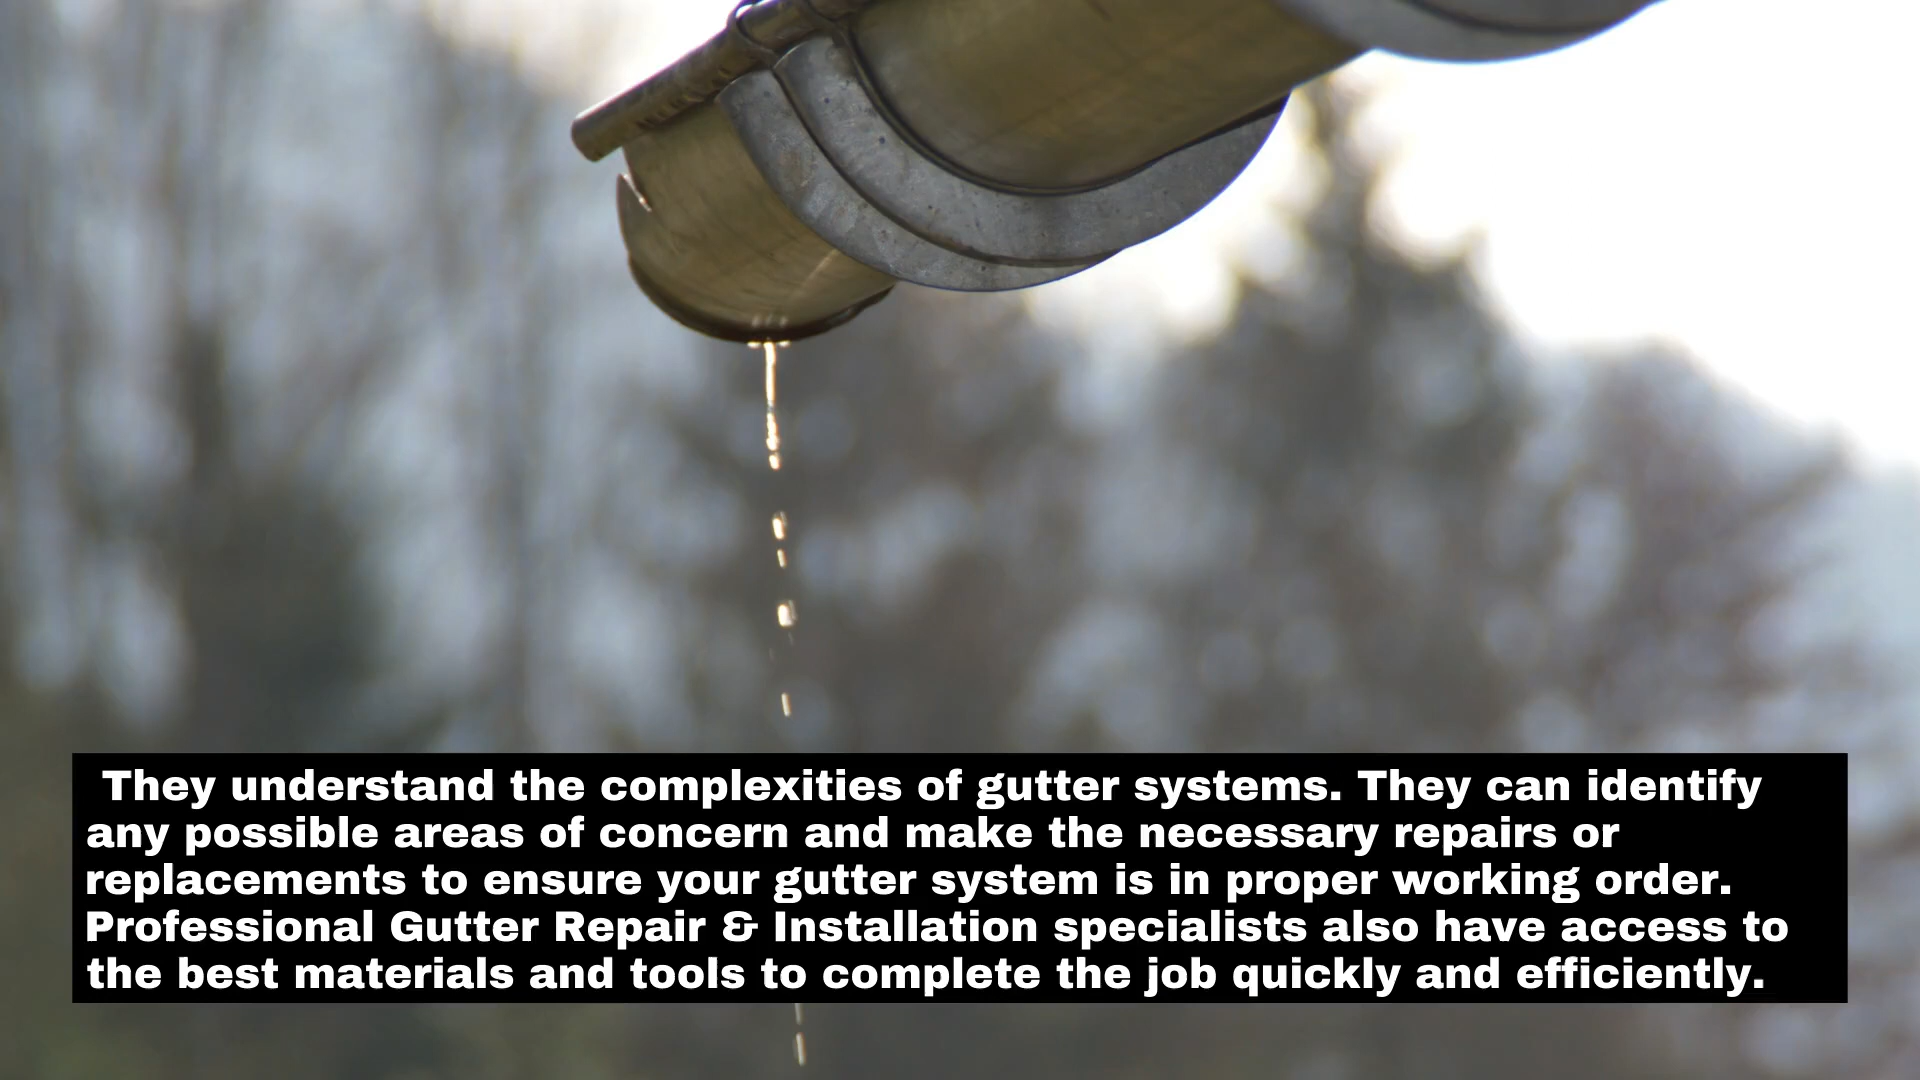 They understand the complexities of gutter systems. They can identify
any possible areas of concern and make the necessary repairs or
replacements to ensure your gutter system is in proper working order.
Professional Gutter Repair & Installation specialists also have access to
the best materials and tools to complete the job quickly and efficiently.